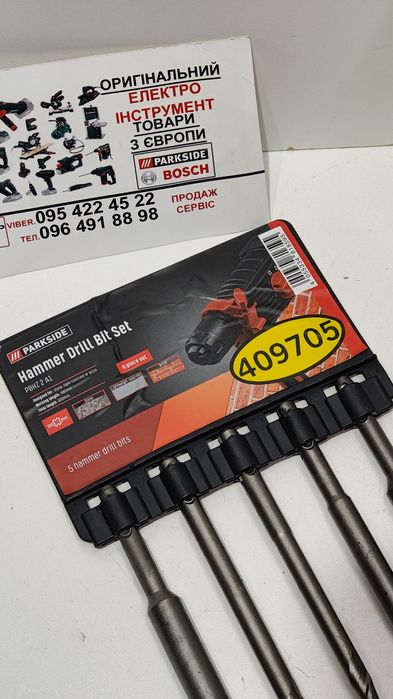 ОРИГІНАЛЬНИЙ
ЕЛЕКТРО
ІНСТРУМЕНТ
ТОВАРИ
З ЄВРОПИ
PARKSIDE
BOSCH
VIBER. 095 422 45 22
ТЕЛ. 096 491 88 98
ПРОДАЖ
СЕРВІС
PARKSIDE
Hammer Drill Bit Set
PBHZ 2 A1
5 piece set
409705
5 hammer drill bits